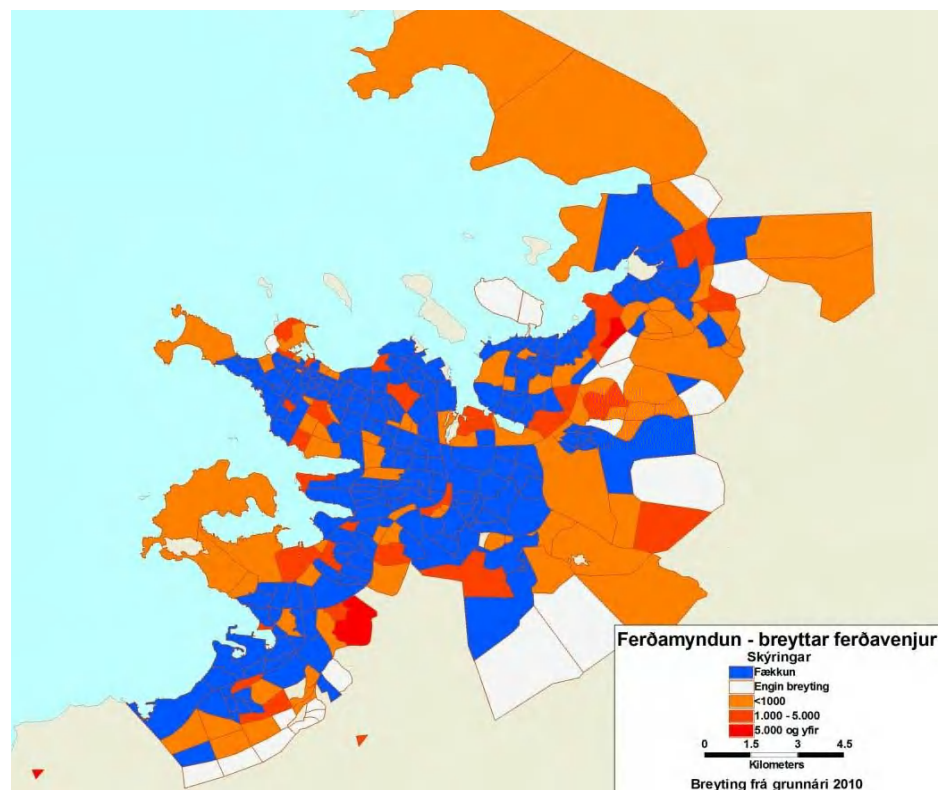 Ferðamyndun - breyttar ferðavenjur
Skýringar
Fækkun
Engin breyting
<1000
1.000 - 5.000
5.000 og yfir
0 1.5 3 4.5
Kilometers
Breyting frá grunnári 2010